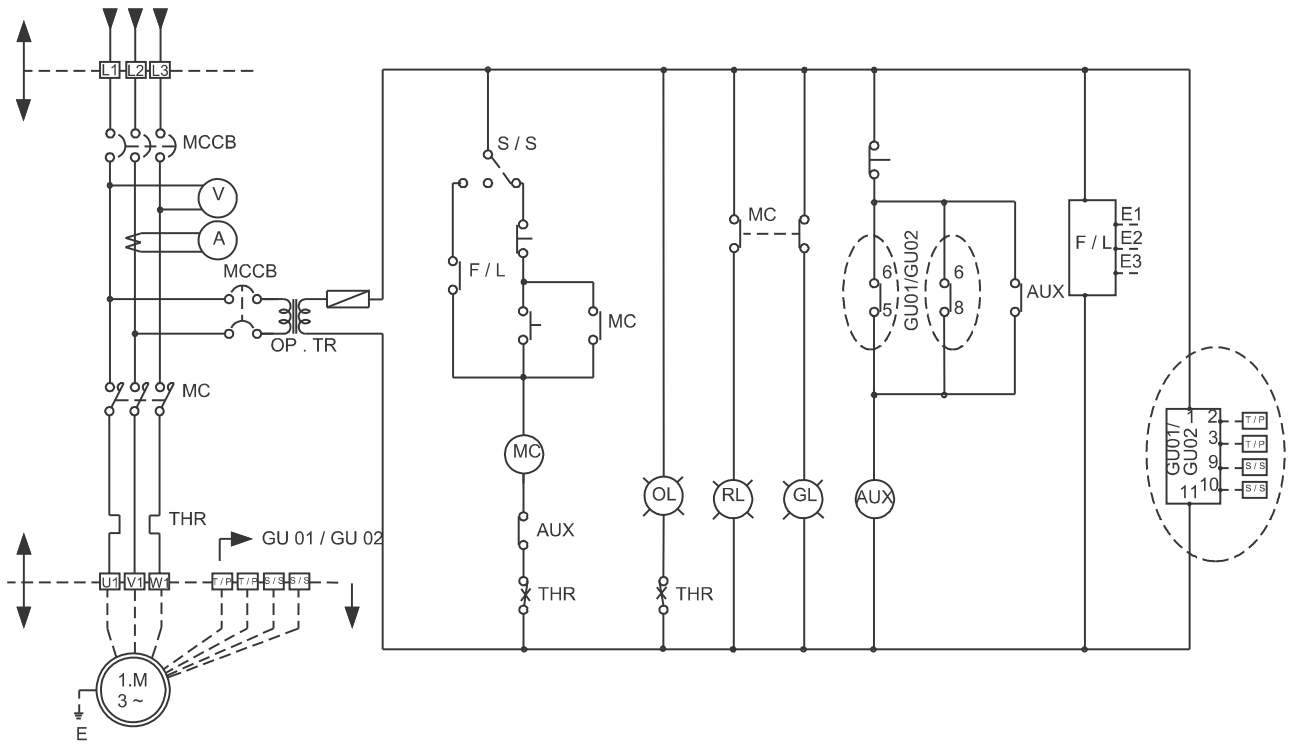 L1 L2 L3
MCCB
V
A
MCCB
OP . TR
MC
THR
GU 01 / GU 02
U1 V1 W1 T / P T / P S / S S / S
1.M
3 ~
E
S / S
F / L
MC
MC
AUX
THR
OL
THR
MC
RL
GL
6
5
GU01/GU02
6
8
AUX
AUX
F / L
E1
E2
E3
GU01/
GU02
1
2
3
9
10
11
T / P
T / P
S / S
S / S